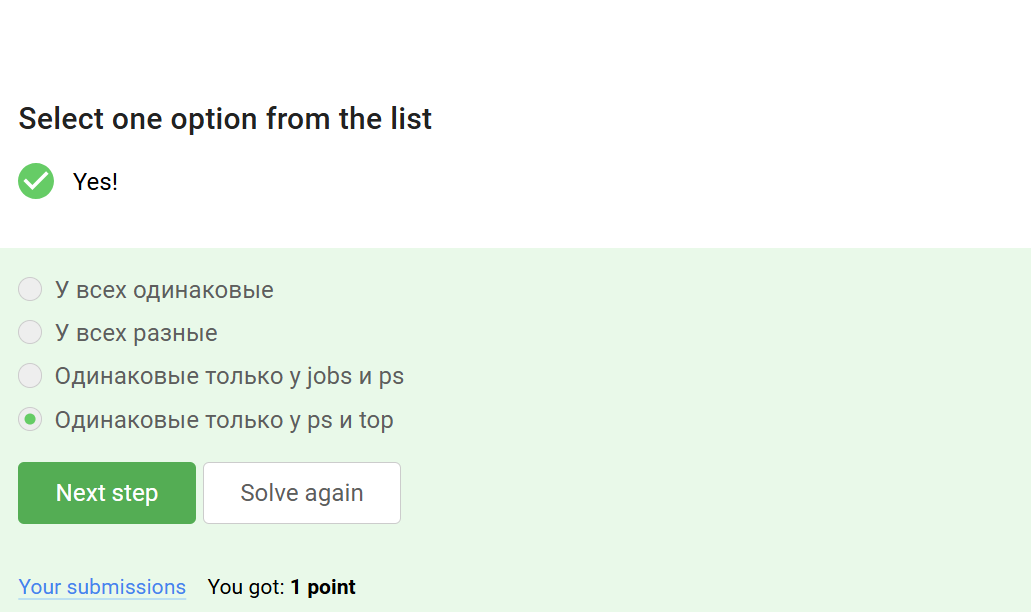 Select one option from the list
Yes!
У всех одинаковые
У всех разные
Одинаковые только у jobs и ps
Одинаковые только у ps и top
Next step
Solve again
Your submissions You got: 1 point